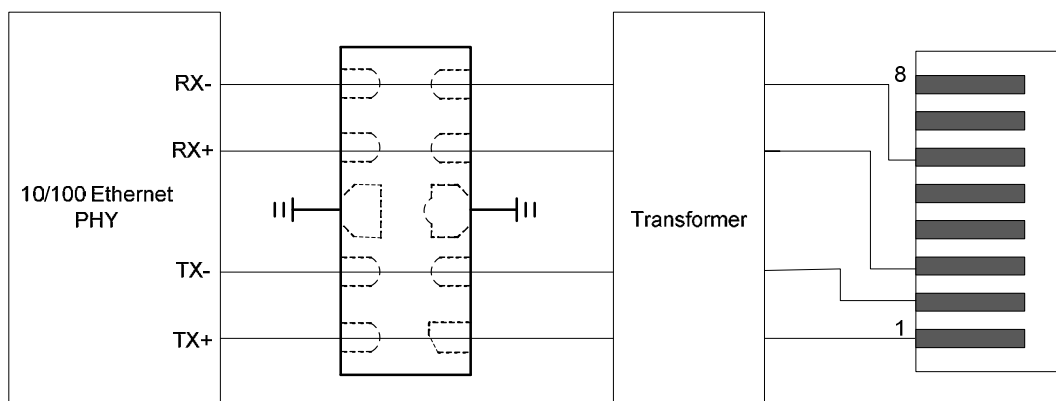 RX-
RX+
10/100 Ethernet
PHY
TX-
TX+
Transformer
8
1